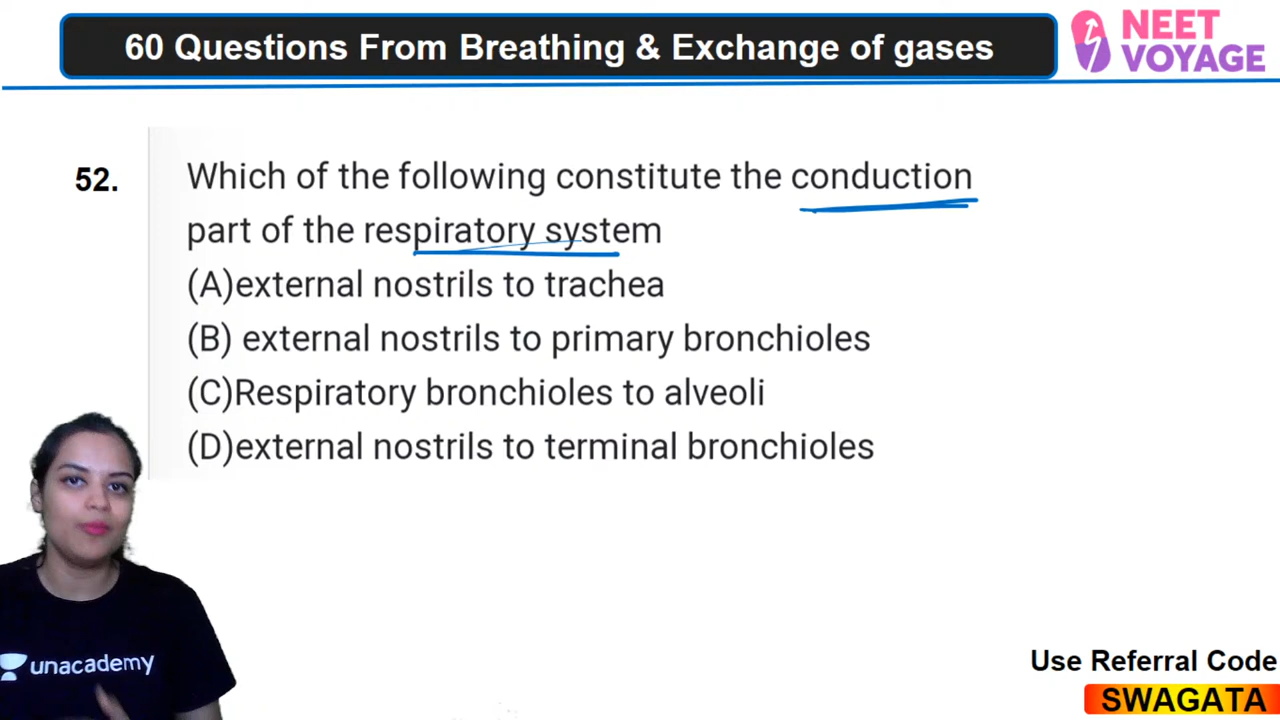 60 Questions From Breathing & Exchange of gases
NEET
VOYAGE
52.
Which of the following constitute the conduction
part of the respiratory system
(A)external nostrils to trachea
(B) external nostrils to primary bronchioles
(C)Respiratory bronchioles to alveoli
(D)external nostrils to terminal bronchioles
unacademy
Use Referral Code
SWAGATA